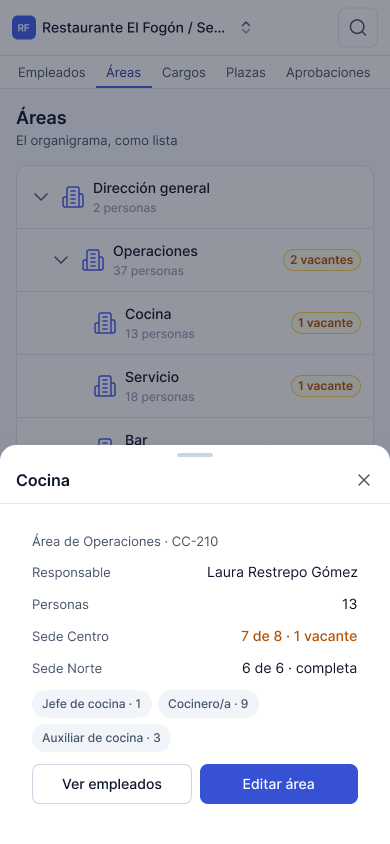 RF Restaurante El Fogón / Se...
Empleados Áreas Cargos Plazas Aprobaciones
Áreas
El organigrama, como lista
Dirección general
2 personas
Operaciones
37 personas
2 vacantes
Cocina
13 personas
1 vacante
Servicio
18 personas
1 vacante
Bar
Cocina
Área de Operaciones · CC-210
Responsable Laura Restrepo Gómez
Personas 13
Sede Centro 7 de 8 · 1 vacante
Sede Norte 6 de 6 · completa
Jefe de cocina · 1 Cocinero/a · 9
Auxiliar de cocina · 3
Ver empleados Editar área